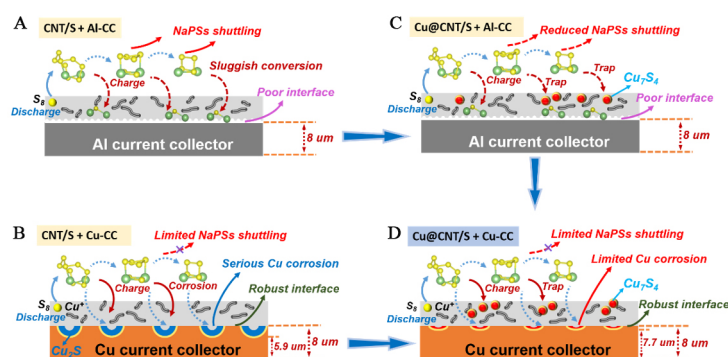 A
CNT/S + Al-CC
NaPSs shuttling
Sluggish conversion
Charge
Poor interface
S8
Discharge
Al current collector
8 um
C
Cu@CNT/S + Al-CC
Reduced NaPSs shuttling
Charge
Trap
Trap
Cu7S4
Poor interface
S8
Discharge
Al current collector
8 um
B
CNT/S + Cu-CC
Limited NaPSs shuttling
Serious Cu corrosion
Charge
Corrosion
Robust interface
S8
Cu+
Discharge
Cu2S
Cu current collector
5.9 um
8 um
D
Cu@CNT/S + Cu-CC
Limited NaPSs shuttling
Limited Cu corrosion
Charge
Trap
Cu7S4
S8
Cu+
Robust interface
Discharge
Cu current collector
7.7 um
8 um